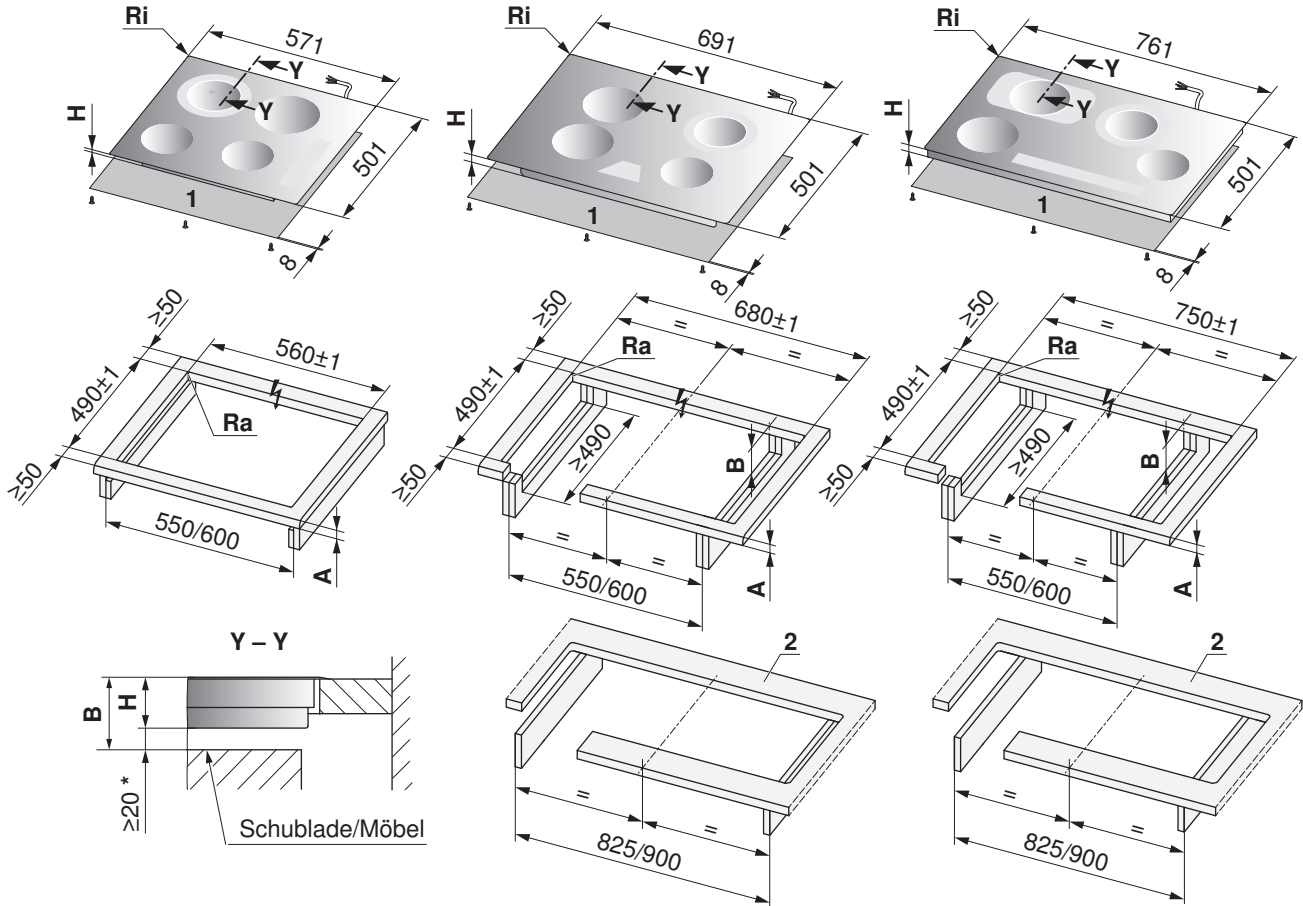 Ri
571
Y
Y
H
501
1
8
Ri
691
Y
Y
H
501
1
8
Ri
761
Y
Y
H
501
1
8
≥50
560±1
490±1
Ra
≥50
550/600
A
≥50
680±1
=
=
Ra
490±1
≥490
B
≥50
=
=
550/600
A
≥50
750±1
=
=
Ra
490±1
≥490
B
≥50
=
=
550/600
A
Y – Y
B
H
≥20 *
Schublade/Möbel
2
=
=
825/900
2
=
=
825/900